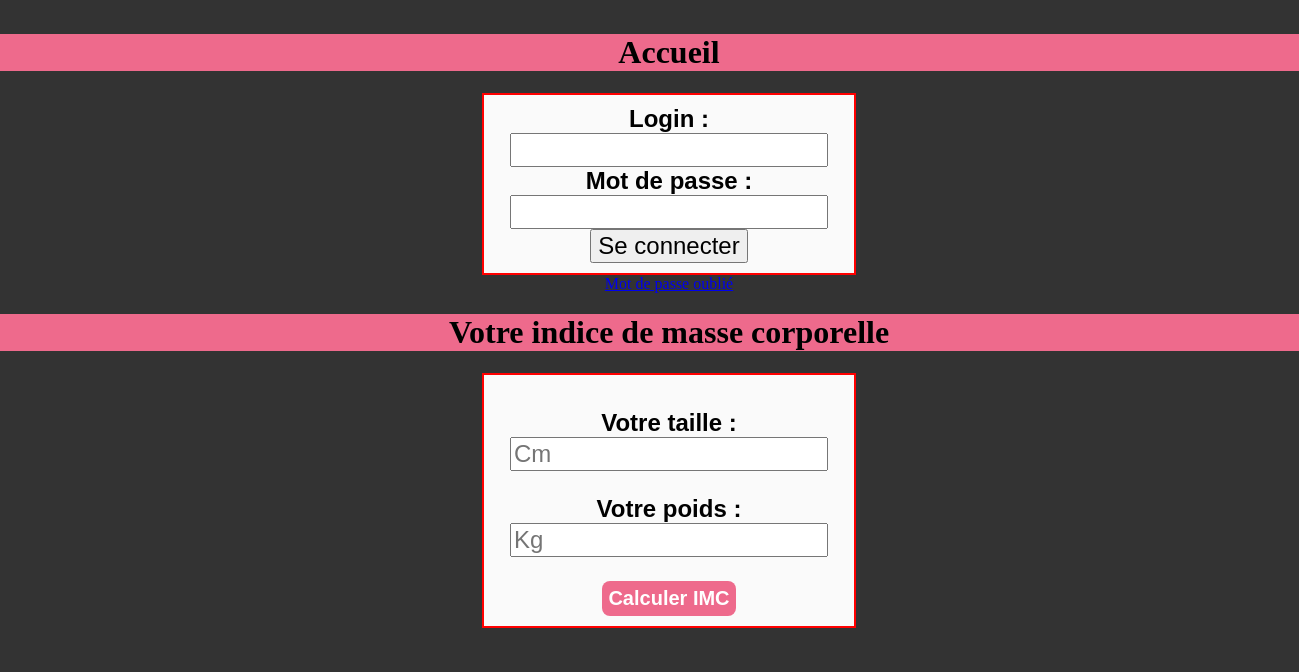 Accueil
Login :
Mot de passe :
Se connecter
Mot de passe oublié
Votre indice de masse corporelle
Votre taille :
Cm
Votre poids :
Kg
Calculer IMC